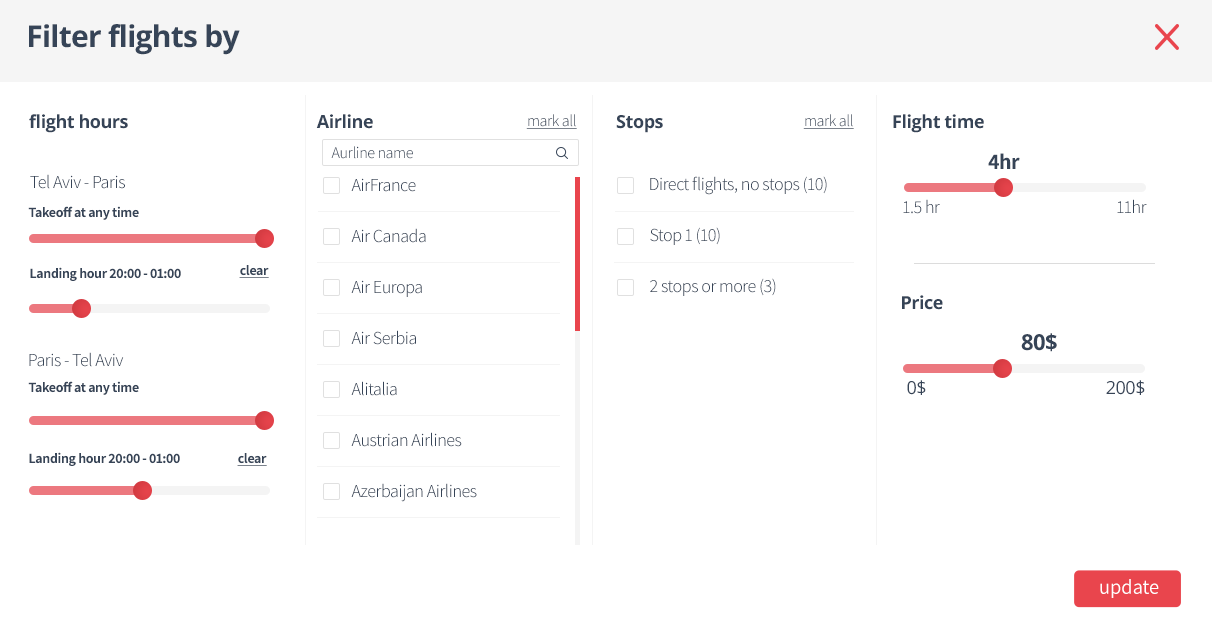 Filter flights by
flight hours
Tel Aviv - Paris
Takeoff at any time
Landing hour 20:00 - 01:00
clear
Paris - Tel Aviv
Takeoff at any time
Landing hour 20:00 - 01:00
clear
Airline
mark all
Aurline name
AirFrance
Air Canada
Air Europa
Air Serbia
Alitalia
Austrian Airlines
Azerbaijan Airlines
Stops
mark all
Direct flights, no stops (10)
Stop 1 (10)
2 stops or more (3)
Flight time
4hr
1.5 hr
11hr
Price
80$
0$
200$
update